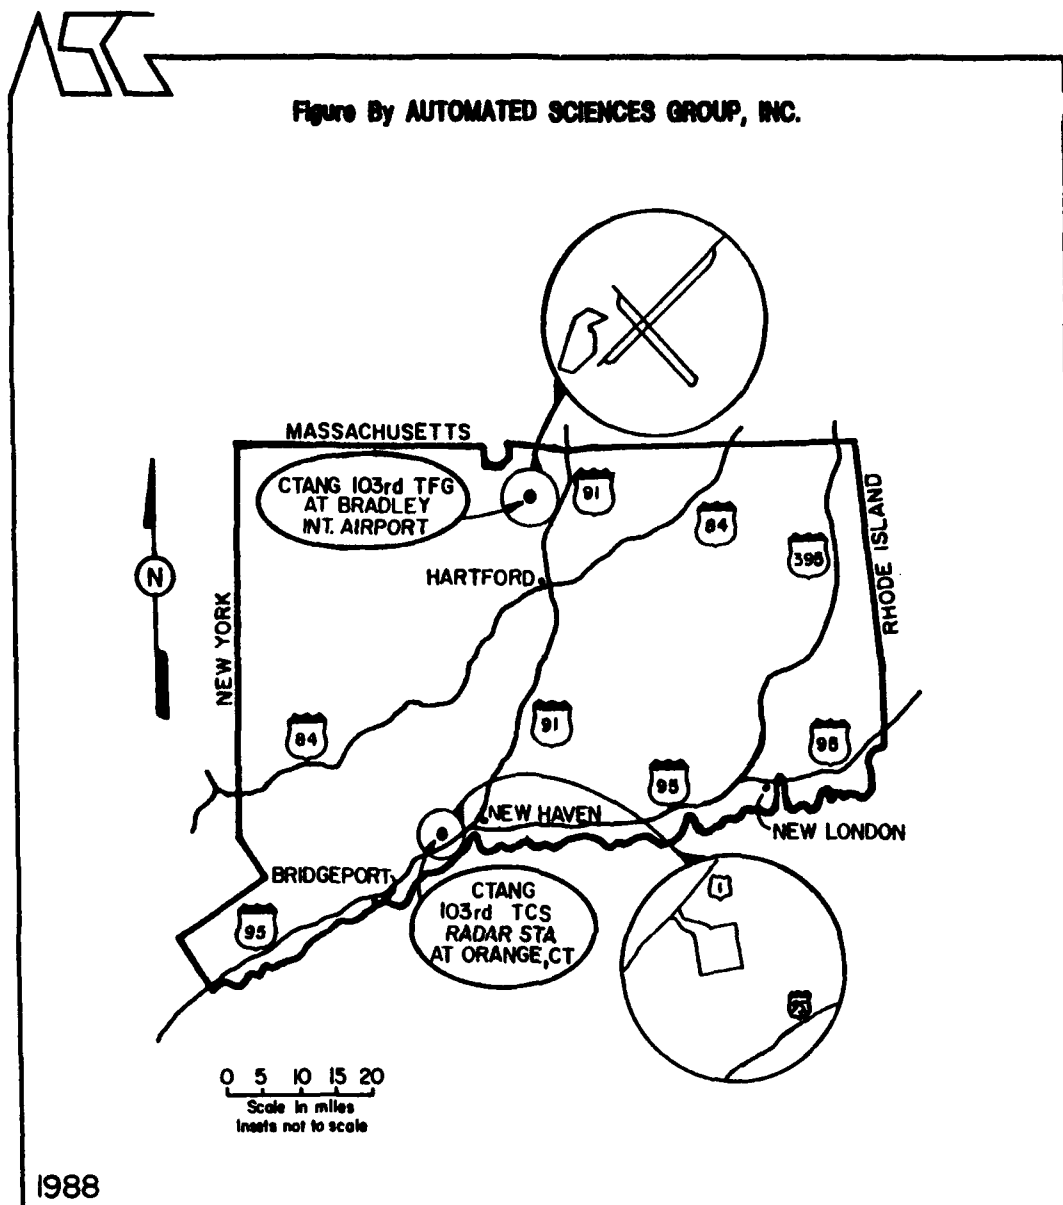 ASG
Figure By AUTOMATED SCIENCES GROUP, INC.
MASSACHUSETTS
CTANG 103rd TFG
AT BRADLEY
INT. AIRPORT
91
84
395
RHODE ISLAND
N
HARTFORD
NEW YORK
84
91
95
95
NEW HAVEN
NEW LONDON
BRIDGEPORT
95
CTANG
103rd TCS
RADAR STA
AT ORANGE, CT
1
95
0 5 10 15 20
Scale in miles
Insets not to scale
1988